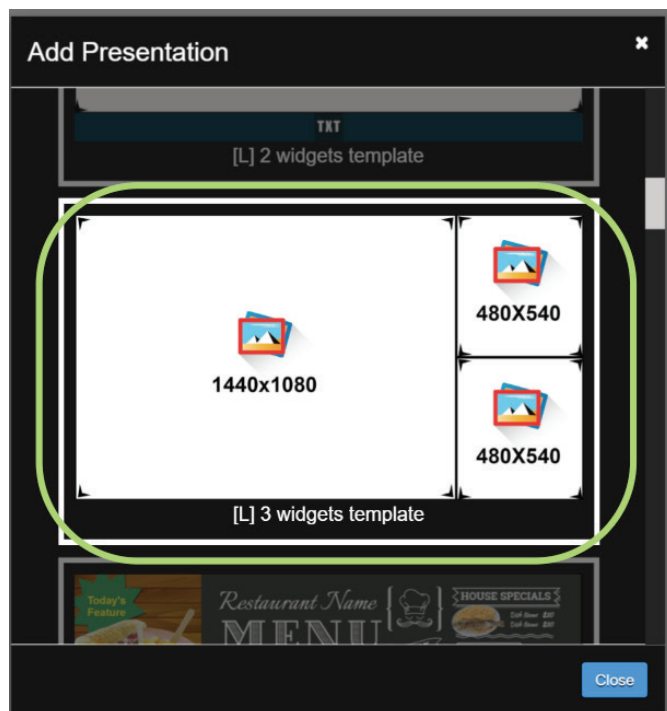 Add Presentation
TXT
[L] 2 widgets template
480X540
1440x1080
480X540
[L] 3 widgets template
Today's
Feature
Restaurant Name
MENU
HOUSE SPECIALS
Close